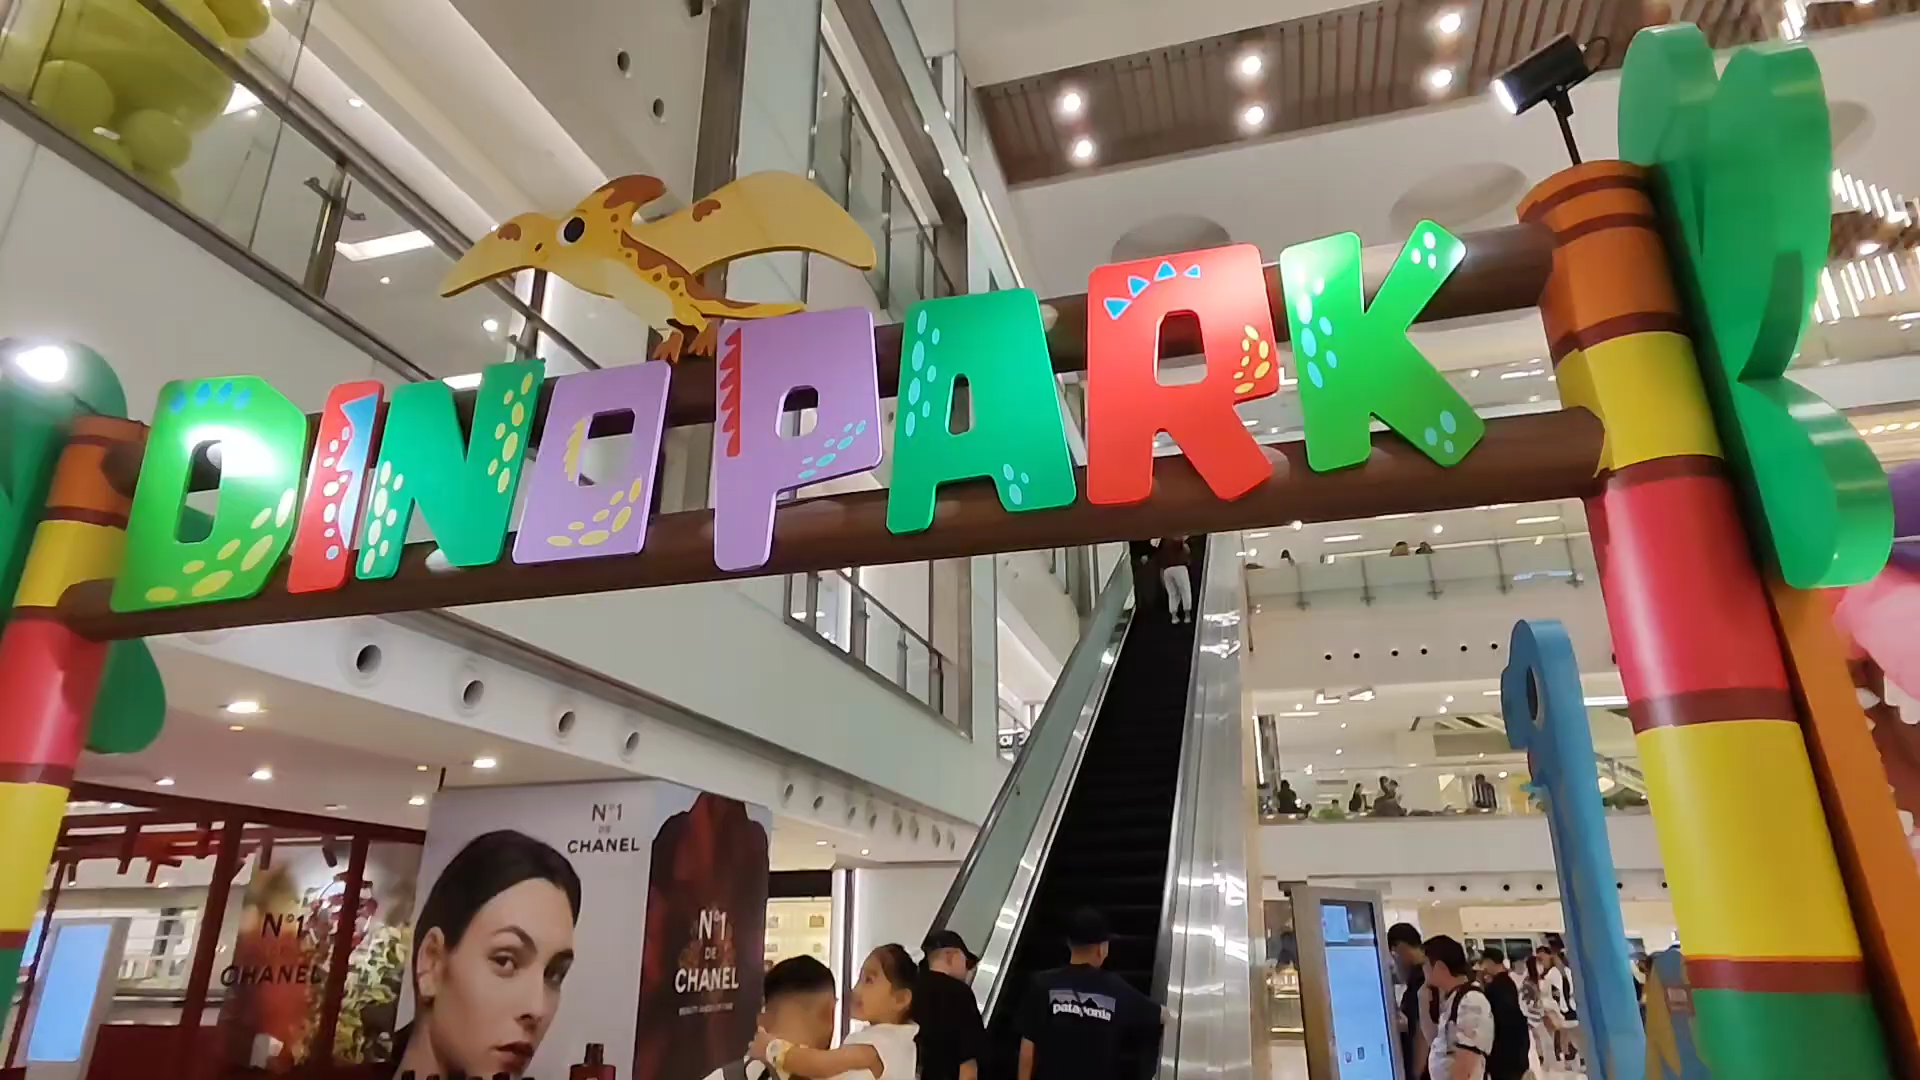 DINO PARK
N°1
DE
CHANEL
N°1
DE
CHANEL
N°1
CHANEL
patagonia